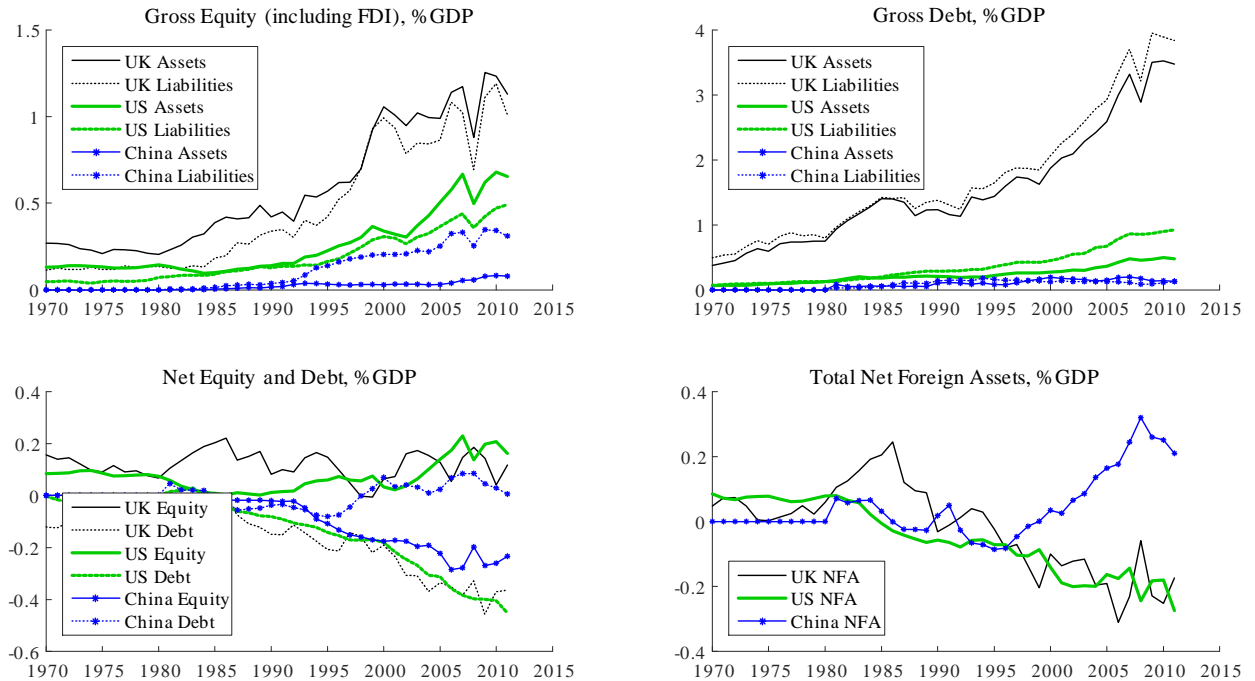 Gross Equity (including FDI), %GDP
1.5
1
0.5
0
UK Assets
UK Liabilities
US Assets
US Liabilities
China Assets
China Liabilities
1970 1975 1980 1985 1990 1995 2000 2005 2010 2015
Gross Debt, %GDP
4
3
2
1
0
UK Assets
UK Liabilities
US Assets
US Liabilities
China Assets
China Liabilities
1970 1975 1980 1985 1990 1995 2000 2005 2010 2015
Net Equity and Debt, %GDP
0.4
0.2
0
-0.2
-0.4
-0.6
UK Equity
UK Debt
US Equity
US Debt
China Equity
China Debt
1970 1975 1980 1985 1990 1995 2000 2005 2010 2015
Total Net Foreign Assets, %GDP
0.4
0.2
0
-0.2
-0.4
UK NFA
US NFA
China NFA
1970 1975 1980 1985 1990 1995 2000 2005 2010 2015